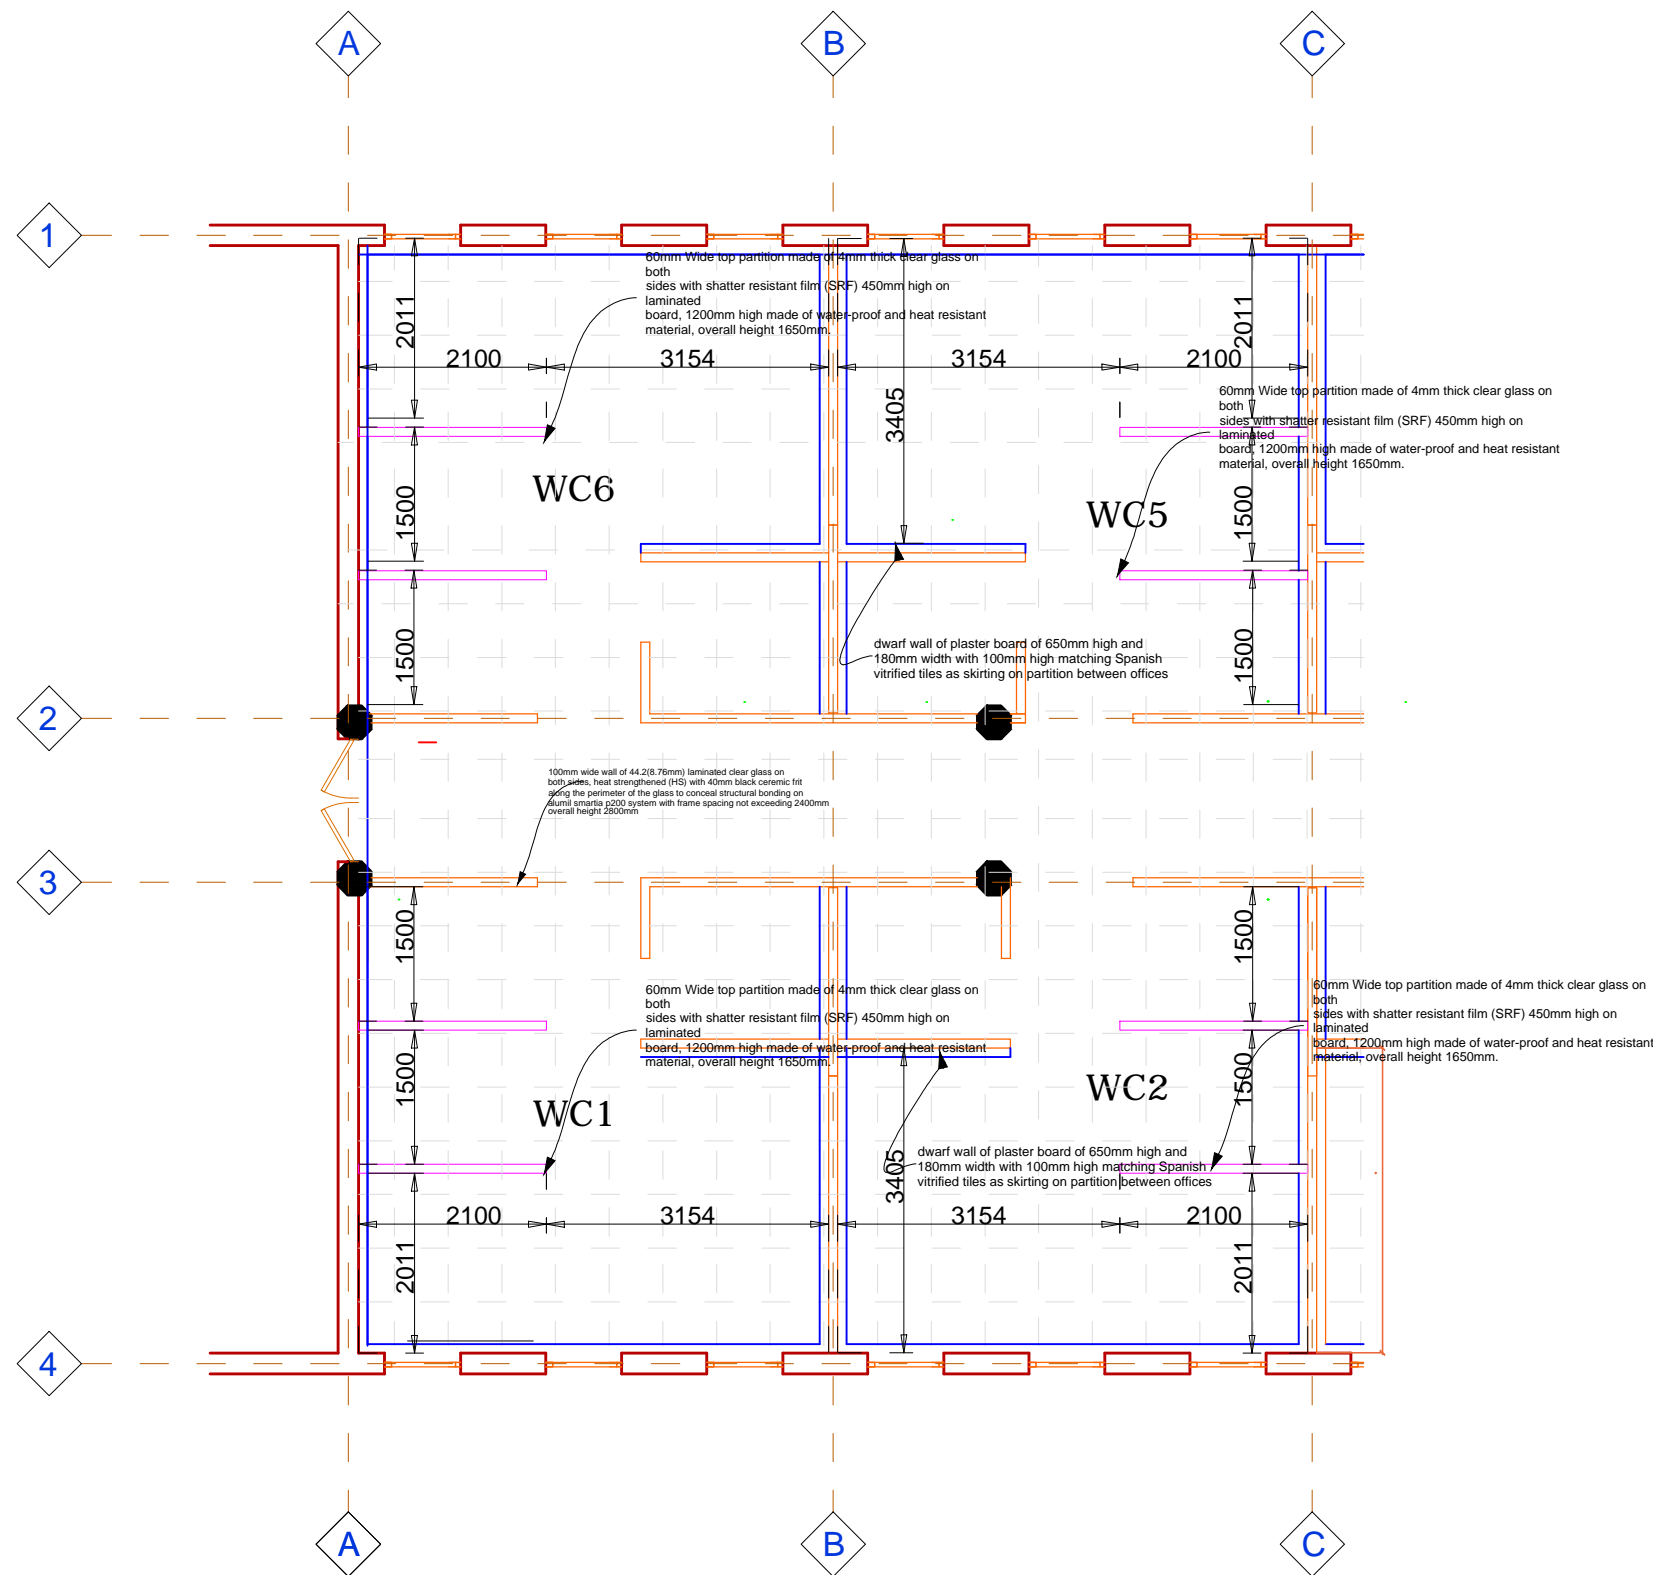 A
B
C
1
60mm Wide top partition made of 4mm thick clear glass on
both
sides with shatter resistant film (SRF) 450mm high on
laminated
board, 1200mm high made of water-proof and heat resistant
material, overall height 1650mm.
2011
2011
2100
3154
3154
2100
3405
60mm Wide top partition made of 4mm thick clear glass on
both
sides with shatter resistant film (SRF) 450mm high on
laminated
board, 1200mm high made of water-proof and heat resistant
material, overall height 1650mm.
WC6
WC5
1500
1500
1500
1500
dwarf wall of plaster board of 650mm high and
180mm width with 100mm high matching Spanish
vitrified tiles as skirting on partition between offices
2
100mm wide wall of 44.2(8.76mm) laminated clear glass on
both sides, heat strengthened (HS) with 40mm black ceremic frit
along the perimeter of the glass to conceal structural bonding on
alumil smartia p200 system with frame spacing not exceeding 2400mm
overall height 2800mm
3
1500
1500
60mm Wide top partition made of 4mm thick clear glass on
both
sides with shatter resistant film (SRF) 450mm high on
laminated
board, 1200mm high made of water-proof and heat resistant
material, overall height 1650mm.
60mm Wide top partition made of 4mm thick clear glass on
both
sides with shatter resistant film (SRF) 450mm high on
laminated
board, 1200mm high made of water-proof and heat resistant
material, overall height 1650mm.
1500
1500
WC1
WC2
dwarf wall of plaster board of 650mm high and
180mm width with 100mm high matching Spanish
vitrified tiles as skirting on partition between offices
3405
2100
3154
3154
2100
2011
2011
4
A
B
C